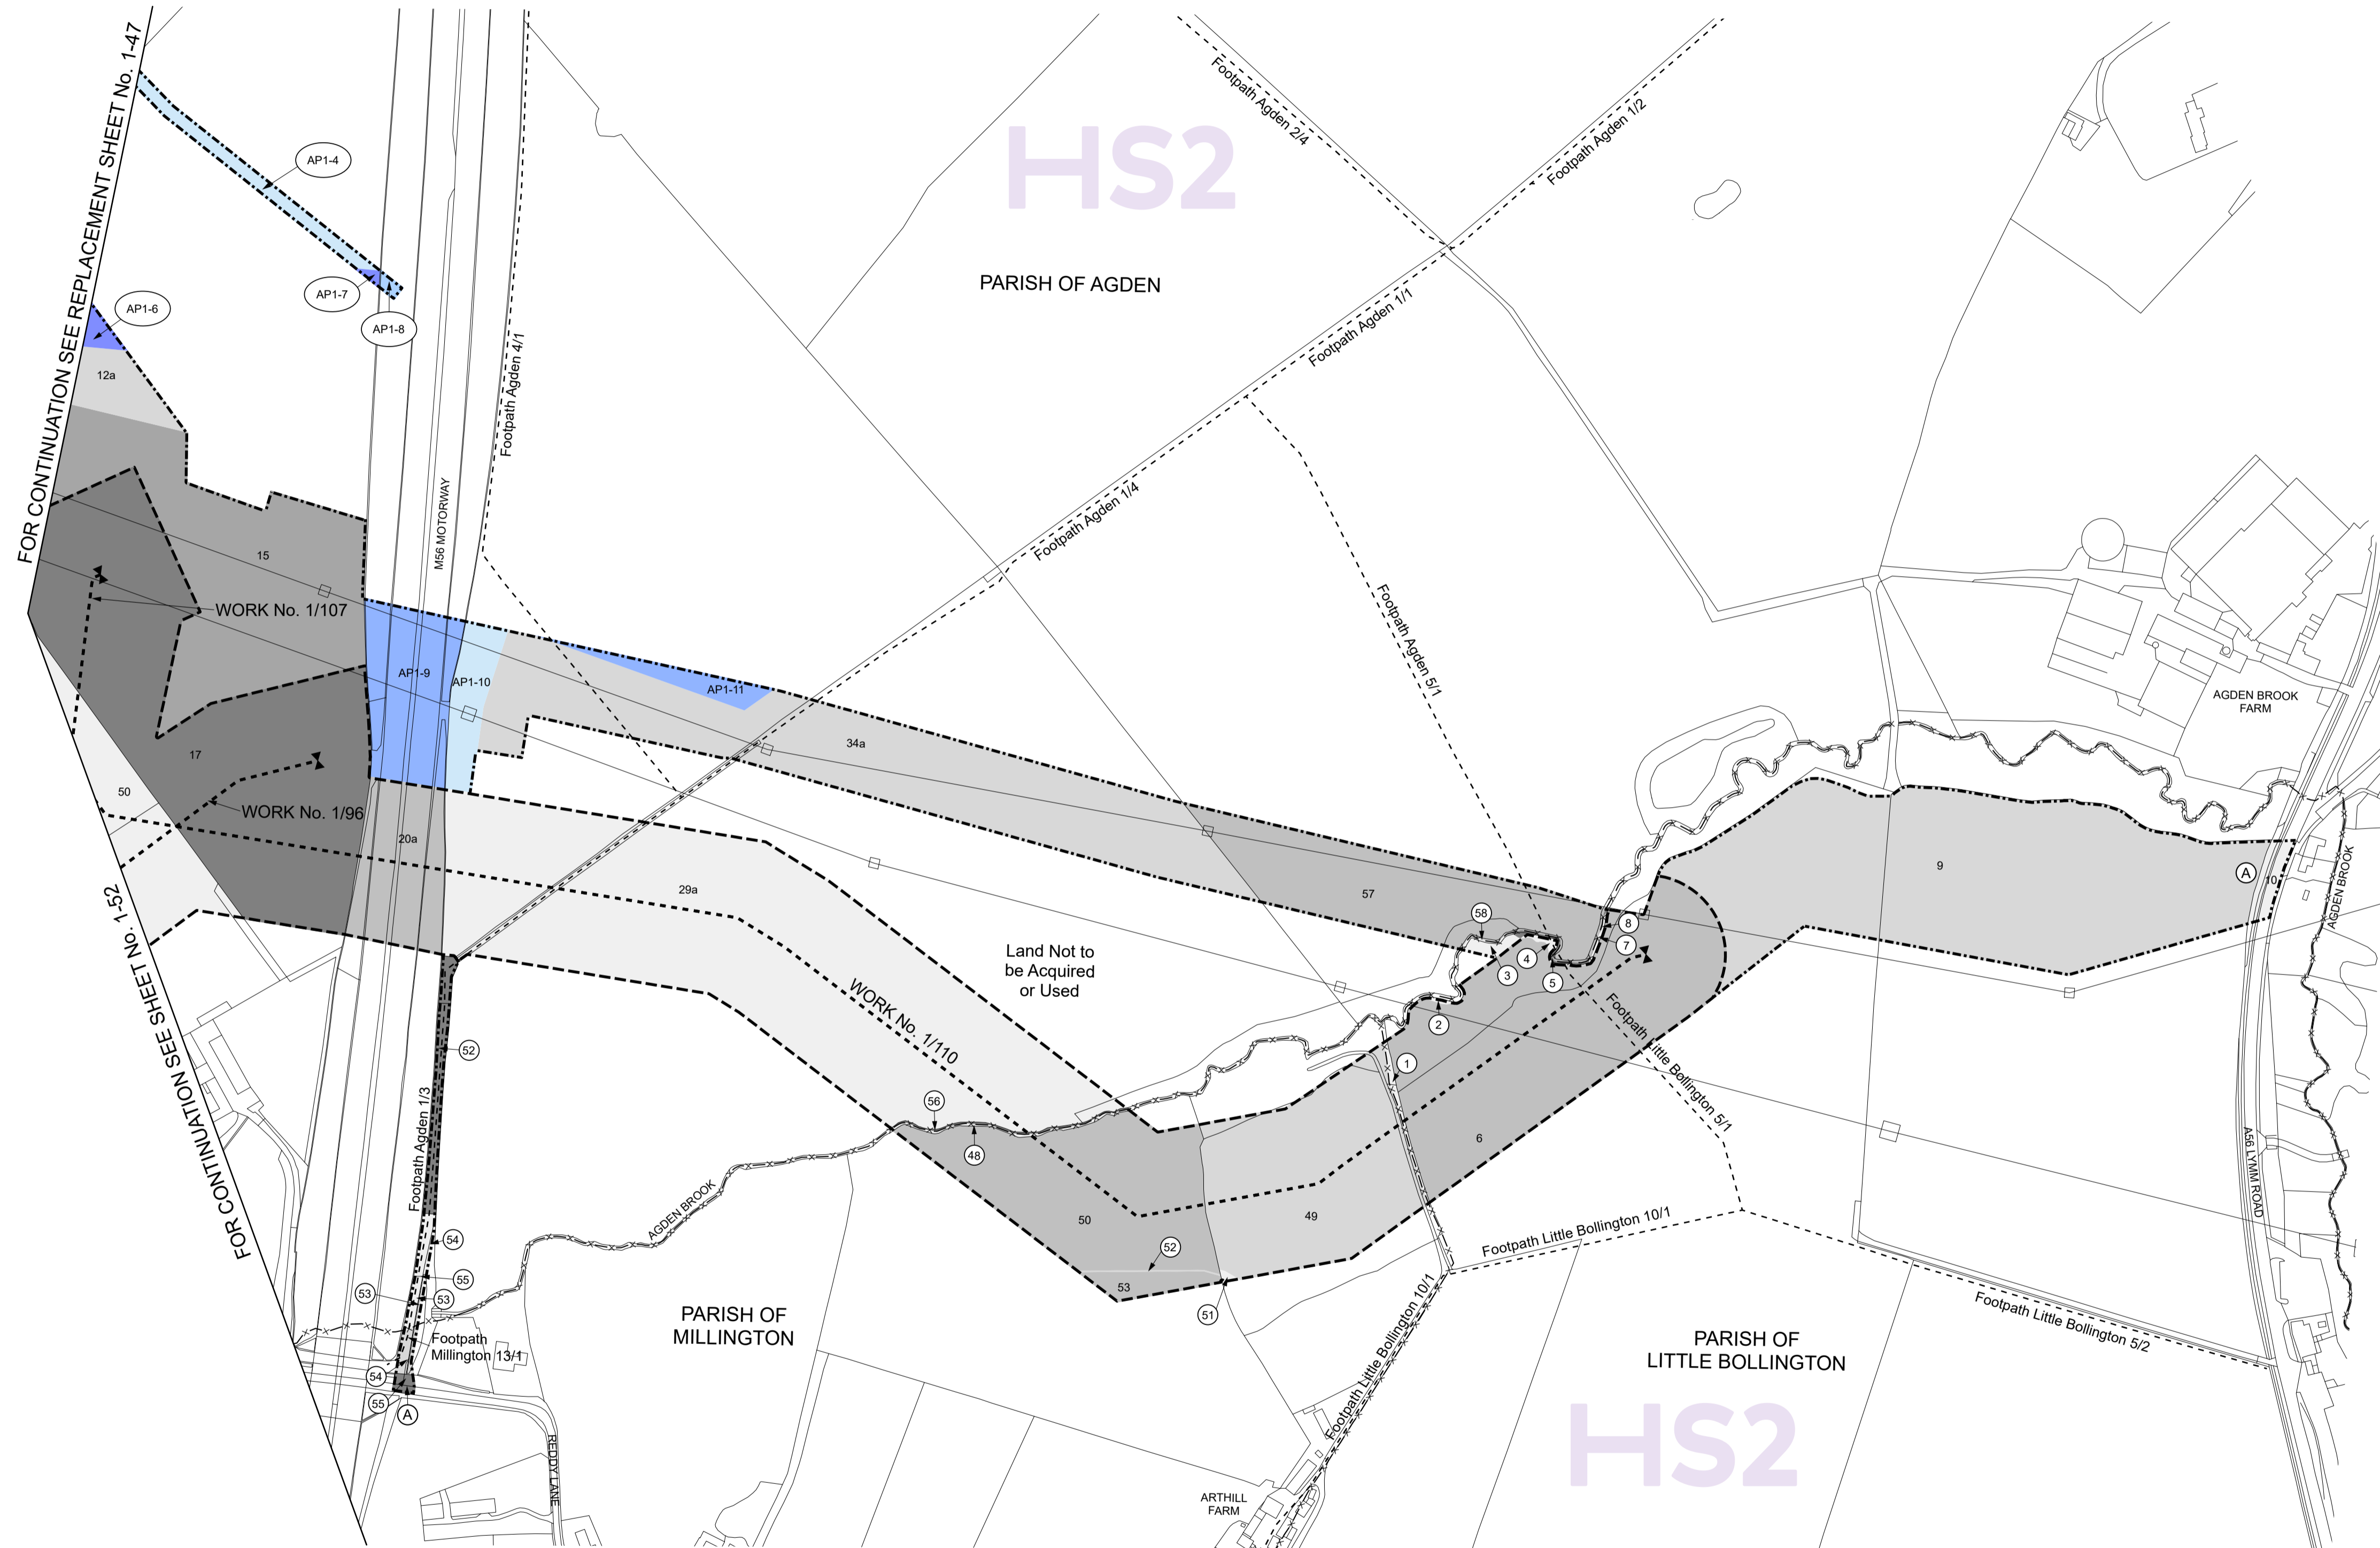 FOR CONTINUATION SEE REPLACEMENT SHEET No. 1-47
Footpath Agden 2/4
Footpath Agden 1/2
HS2
AP1-4
PARISH OF AGDEN
AP1-7
AP1-6
AP1-8
Footpath Agden 4/1
Footpath Agden 1/1
12a
M56 MOTORWAY
Footpath Agden 1/4
15
WORK No. 1/107
Footpath Agden 5/1
AP1-9
AP1-10
AP1-11
AGDEN BROOK
FARM
34a
17
50
WORK No. 1/96
20a
29a
57
9
A
10
AGDEN BROOK
58
8
7
4
3
5
Land Not to
be Acquired
or Used
FOR CONTINUATION SEE SHEET No. 1-52
WORK No. 1/110
2
Footpath Little Bollington 5/1
52
1
Footpath Agden 1/3
56
48
6
A56 LYMM ROAD
AGDEN BROOK
50
49
Footpath Little Bollington 10/1
54
52
55
53
53
53
51
PARISH OF
MILLINGTON
Footpath
Millington 13/1
Footpath Little Bollington 10/1
PARISH OF
LITTLE BOLLINGTON
Footpath Little Bollington 5/2
54
55
A
REDDY LANE
HS2
ARTHILL
FARM